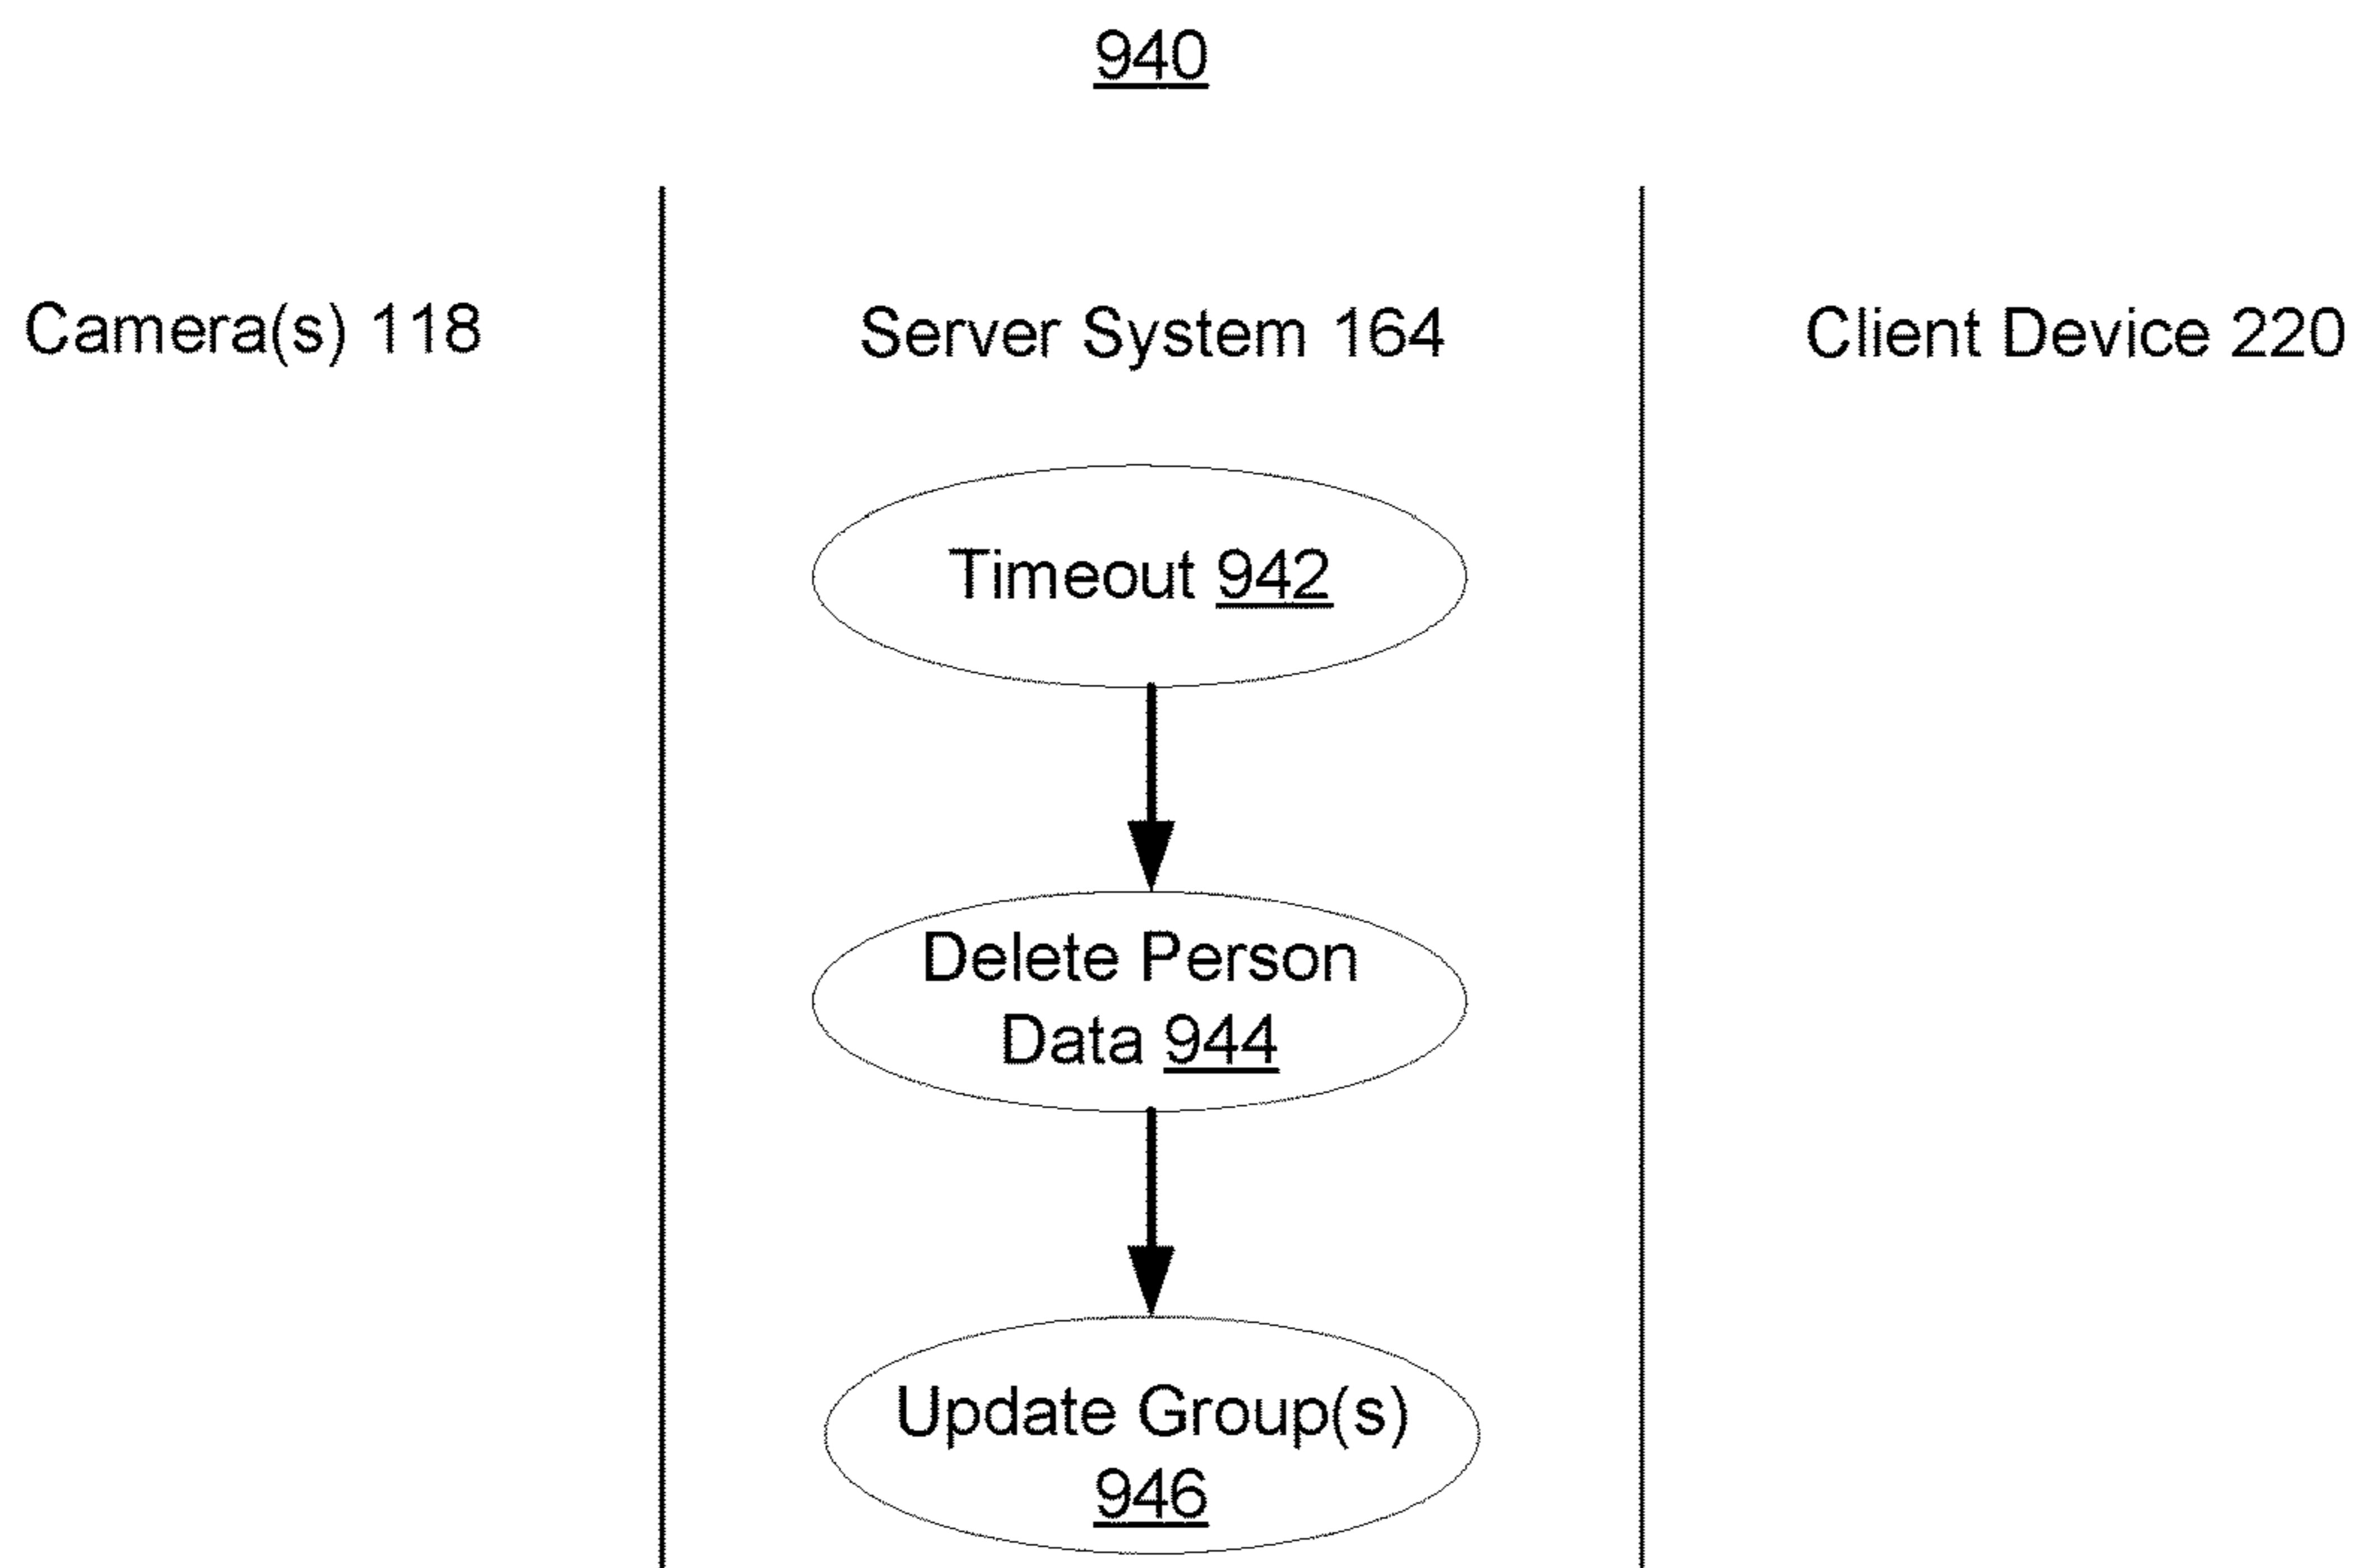 940
Camera(s) 118
Server System 164
Client Device 220
Timeout 942
Delete Person
Data 944
Update Group(s)
946